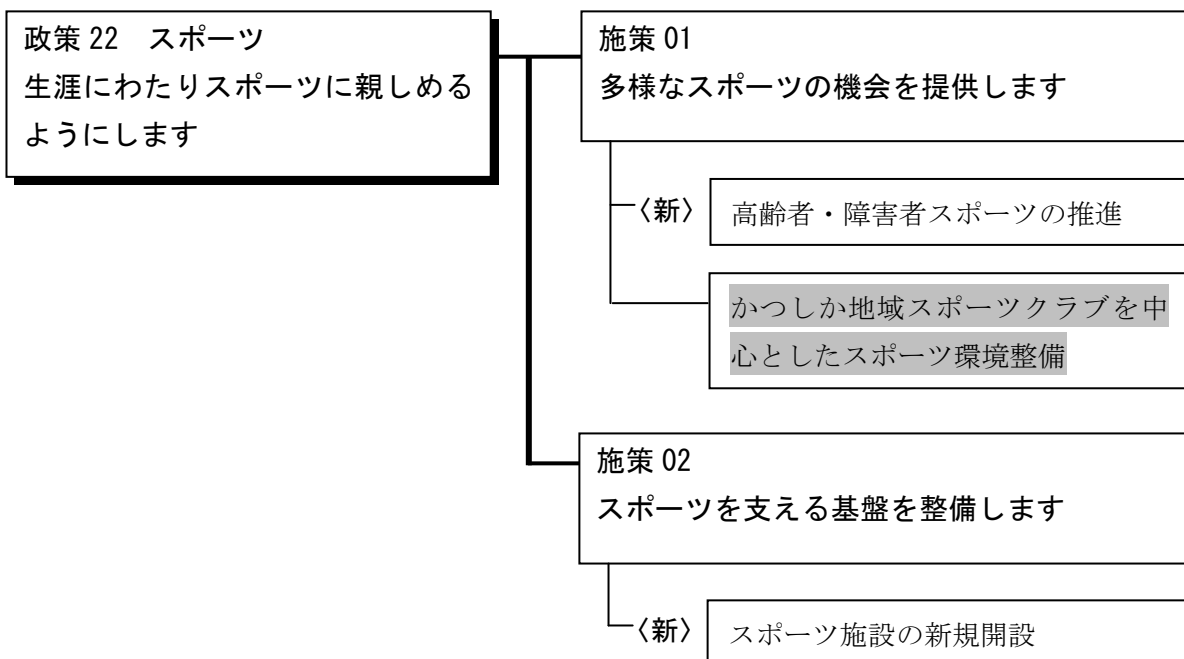 政策 22　スポーツ
生涯にわたりスポーツに親しめる
ようにします
施策 01
多様なスポーツの機会を提供します
〈新〉
高齢者・障害者スポーツの推進
かつしか地域スポーツクラブを中
心としたスポーツ環境整備
施策 02
スポーツを支える基盤を整備します
〈新〉
スポーツ施設の新規開設